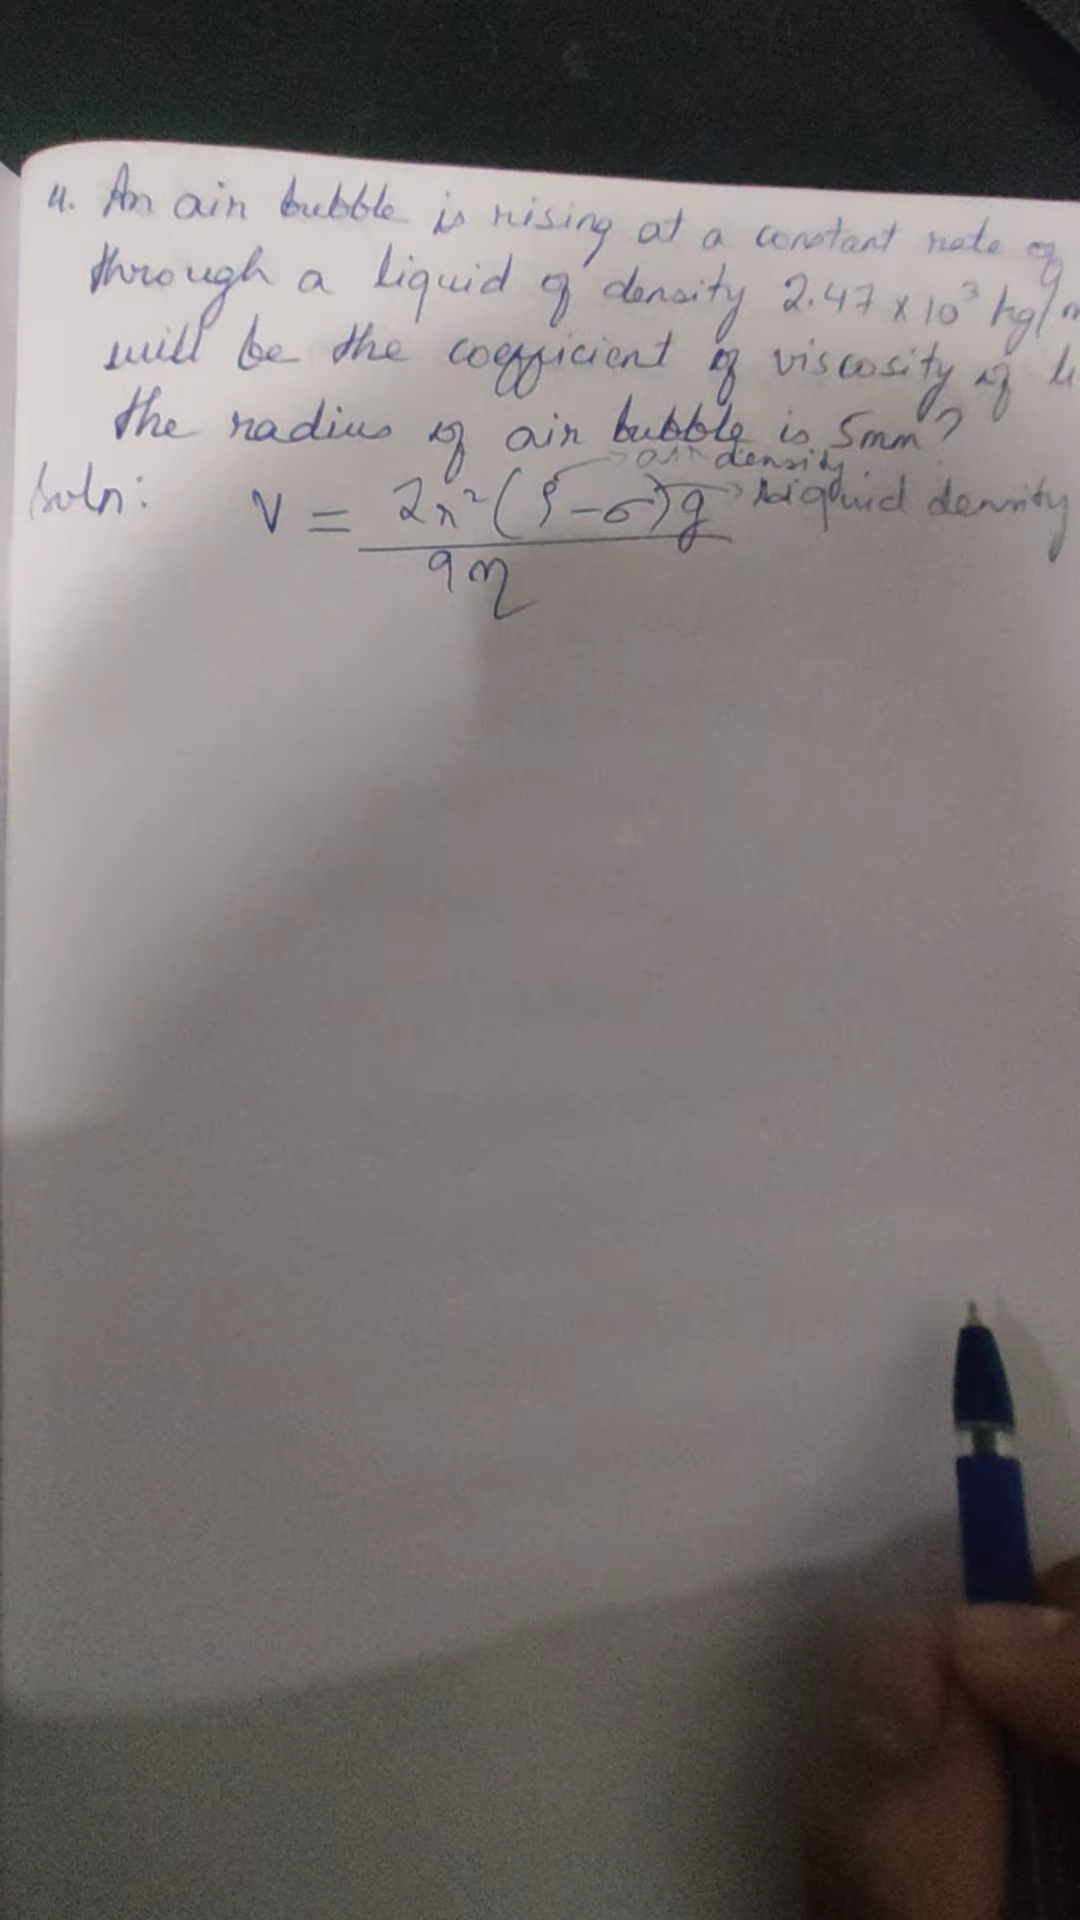 4. An air bubble is rising at a constant rate of
through a liquid of density 2.47 x 10³ kg/m
will be the coefficient of viscosity of li
the radius of air bubble is 5mm?
Soln: V = 2r²(ρ-σ)g / 9η
→ air density
→ Liquid density